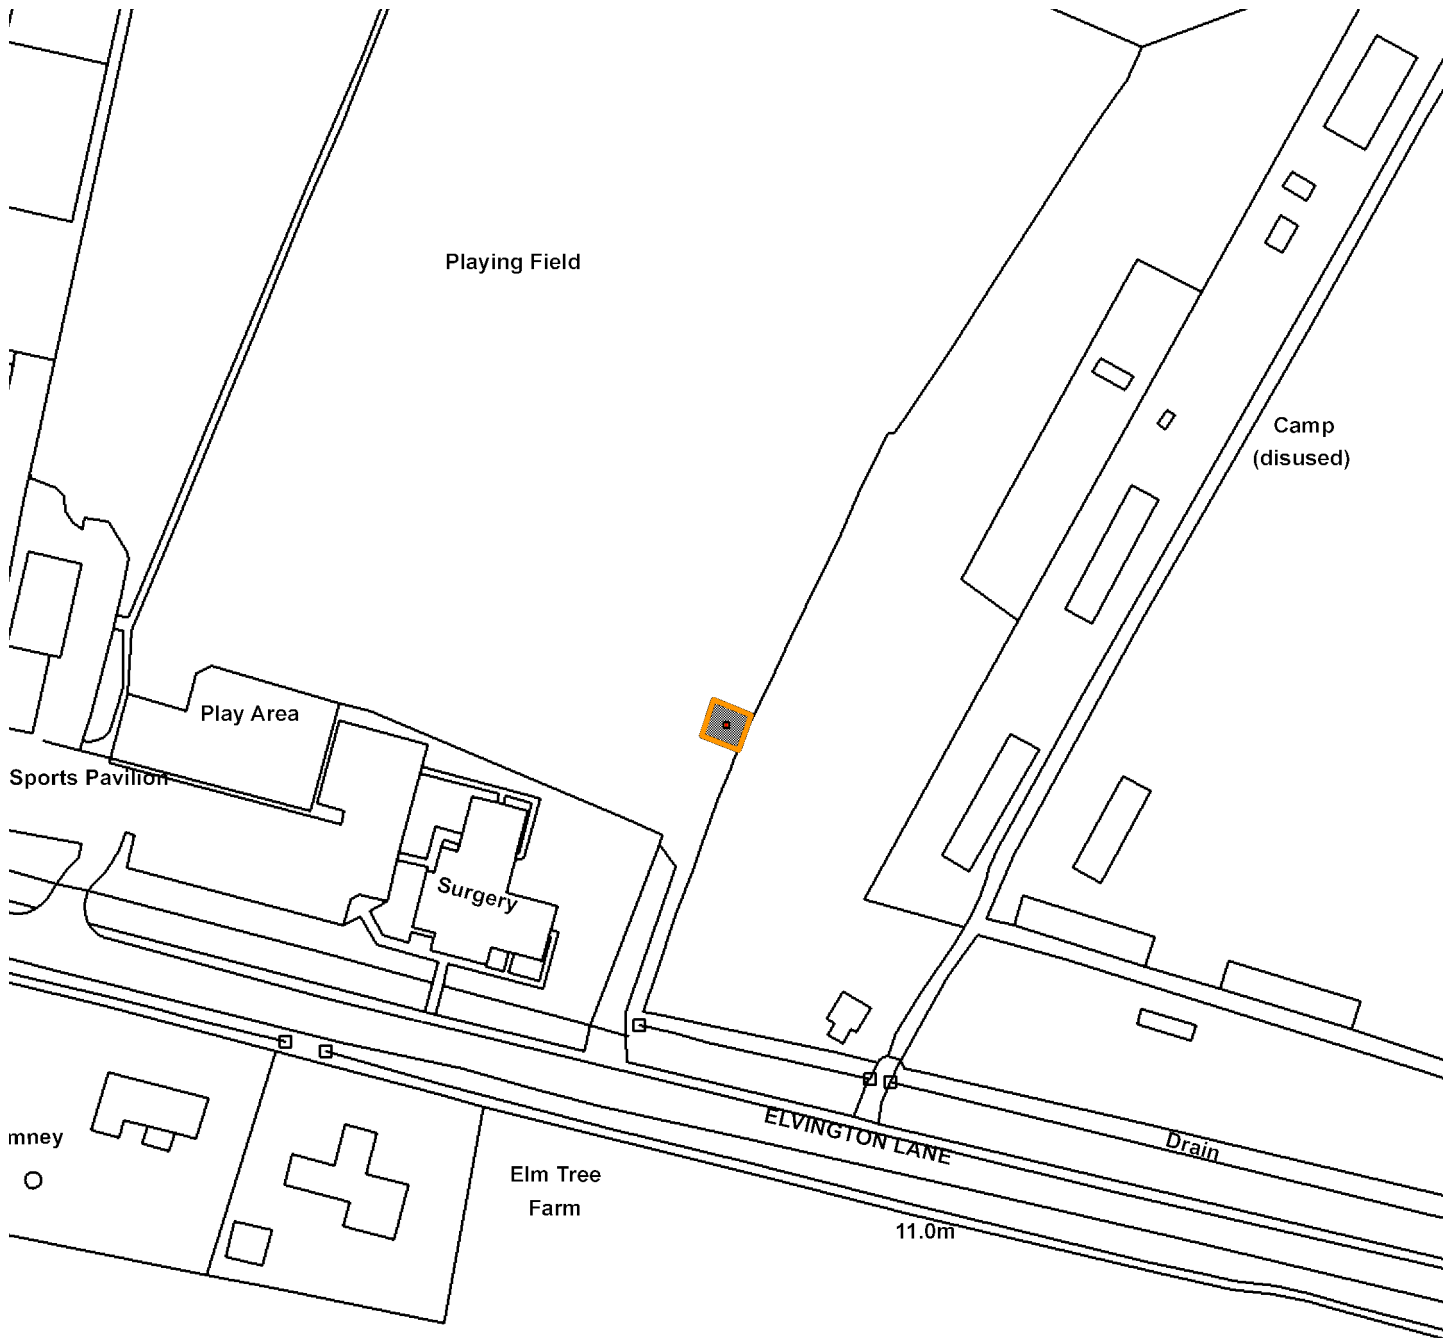 Playing Field
Camp
(disused)
Play Area
Sports Pavilion
Surgery
ELVINGTON LANE
Drain
mney
Elm Tree
Farm
11.0m